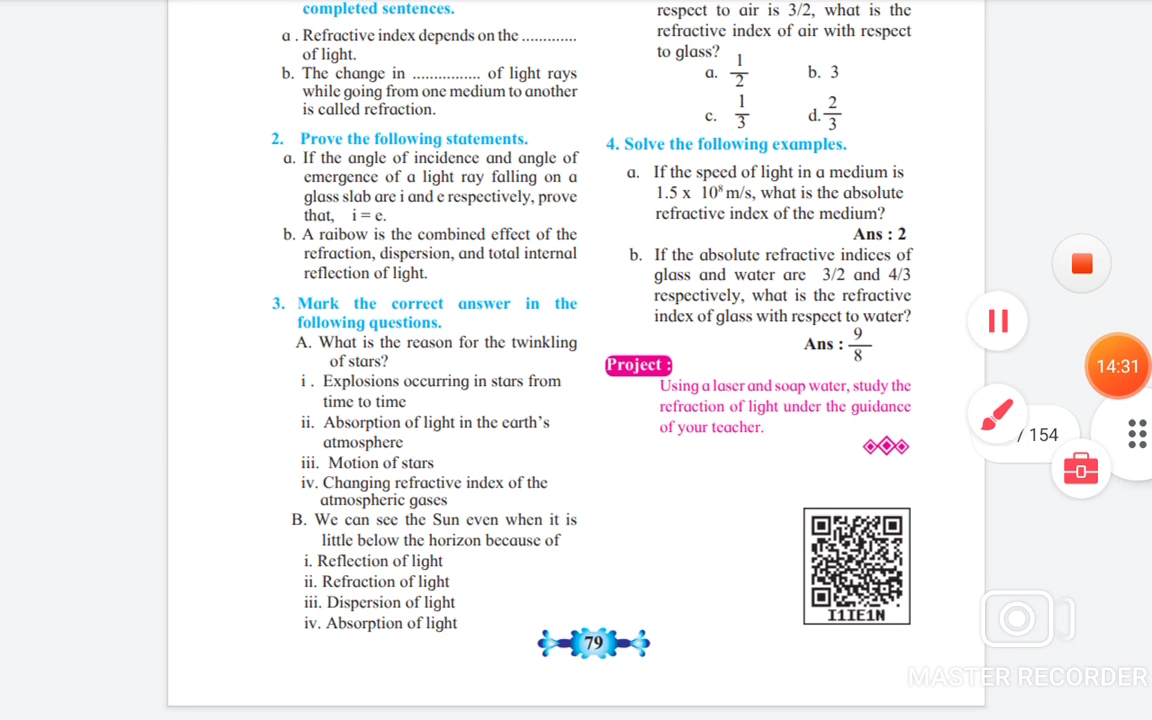 completed sentences.
a . Refractive index depends on the ............
of light.
b. The change in ................ of light rays
while going from one medium to another
is called refraction.
2. Prove the following statements.
a. If the angle of incidence and angle of
emergence of a light ray falling on a
glass slab are i and e respectively, prove
that, i = e.
b. A raibow is the combined effect of the
refraction, dispersion, and total internal
reflection of light.
3. Mark the correct answer in the
following questions.
A. What is the reason for the twinkling
of stars?
i . Explosions occurring in stars from
time to time
ii. Absorption of light in the earth's
atmosphere
iii. Motion of stars
iv. Changing refractive index of the
atmospheric gases
B. We can see the Sun even when it is
little below the horizon because of
i. Reflection of light
ii. Refraction of light
iii. Dispersion of light
iv. Absorption of light
respect to air is 3/2, what is the
refractive index of air with respect
to glass?
a. 1/2 b. 3
c. 1/3 d. 2/3
4. Solve the following examples.
a. If the speed of light in a medium is
1.5 x 10⁸ m/s, what is the absolute
refractive index of the medium?
Ans : 2
b. If the absolute refractive indices of
glass and water are 3/2 and 4/3
respectively, what is the refractive
index of glass with respect to water?
Ans : 9/8
Project :
Using a laser and soap water, study the
refraction of light under the guidance
of your teacher.
I1IE1N
79
14:31
/ 154
MASTER RECORDER